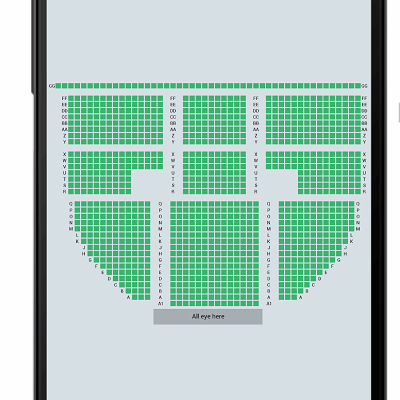 GG GG
FF FF FF FF
EE EE EE EE
DD DD DD DD
CC CC CC CC
BB BB BB BB
AA AA AA AA
Z Z Z Z
Y Y Y Y
X X X X
W W W W
V V V V
U U U U
T T T T
S S S S
R R R R
Q Q Q Q
P P P P
O O O O
N N N N
M M M M
L L L L
K K K K
J J J J
H H H H
G G G G
F F F F
E E E E
D D D D
C C C C
B B B B
A A A A
A1 A1
All eye here